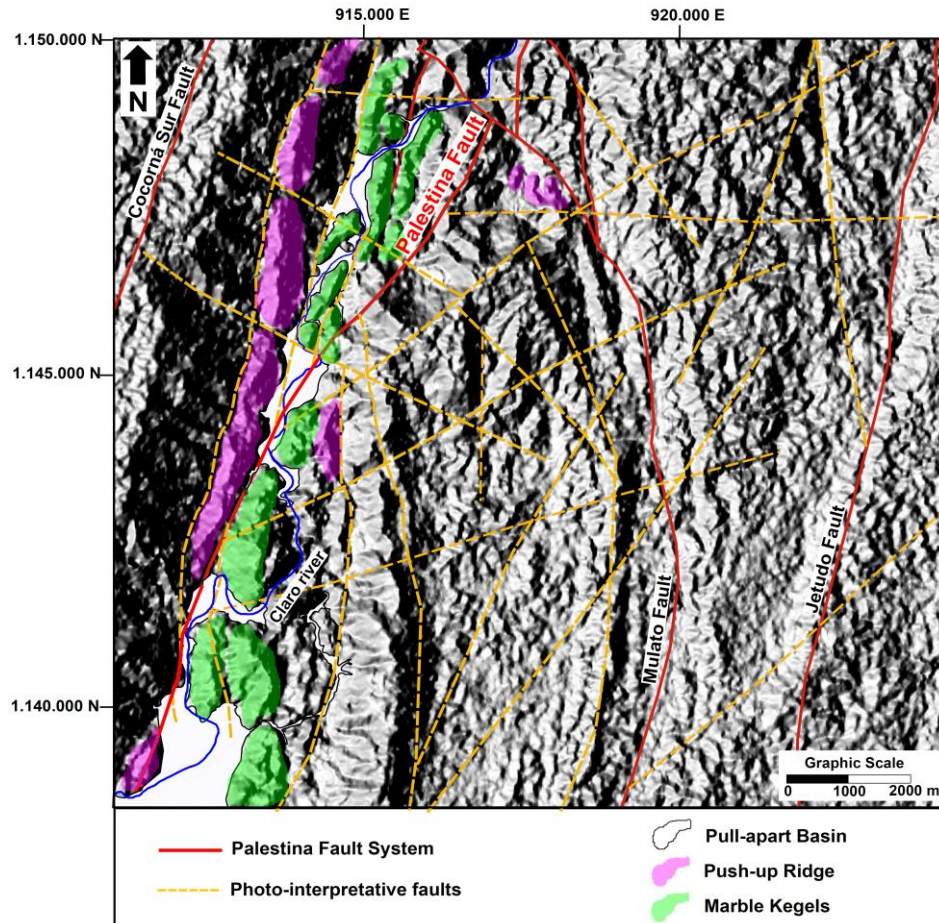 915.000 E
920.000 E
1.150.000 N
N
Cocorná Sur Fault
Palestina Fault
1.145.000 N
Claro river
Mulato Fault
Jetudo Fault
1.140.000 N
Graphic Scale
0 1000 2000 m
Palestina Fault System
Photo-interpretative faults
Pull-apart Basin
Push-up Ridge
Marble Kegels